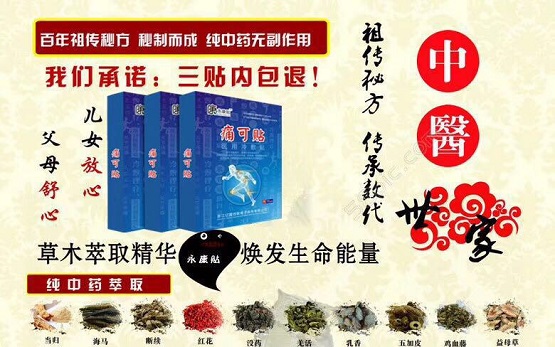 百年祖传秘方 秘制而成 纯中药无副作用
我们承诺：三贴内包退！
儿女放心
父母舒心
痛可贴
痛可贴
痛可贴
医用冷敷贴
祖传秘方 传承数代
中
醫
世
家
草木萃取精华
永康贴
焕发生命能量
纯中药萃取
当归
海马
断续
红花
没药
羌活
乳香
五加皮
鸡血藤
益母草